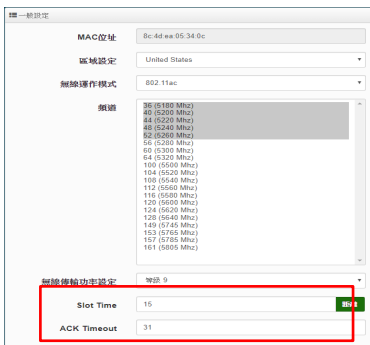 一般設定
MAC位址
8c:4d:ea:05:34:0c
區域設定
United States
無線運作模式
802.11ac
頻道
36 (5180 Mhz)
40 (5200 Mhz)
44 (5220 Mhz)
48 (5240 Mhz)
52 (5260 Mhz)
56 (5280 Mhz)
60 (5300 Mhz)
64 (5320 Mhz)
100 (5500 Mhz)
104 (5520 Mhz)
108 (5540 Mhz)
112 (5560 Mhz)
116 (5580 Mhz)
120 (5600 Mhz)
124 (5620 Mhz)
128 (5640 Mhz)
149 (5745 Mhz)
153 (5765 Mhz)
157 (5785 Mhz)
161 (5805 Mhz)
無線傳輸功率設定
等級 9
Slot Time
15
ACK Timeout
31